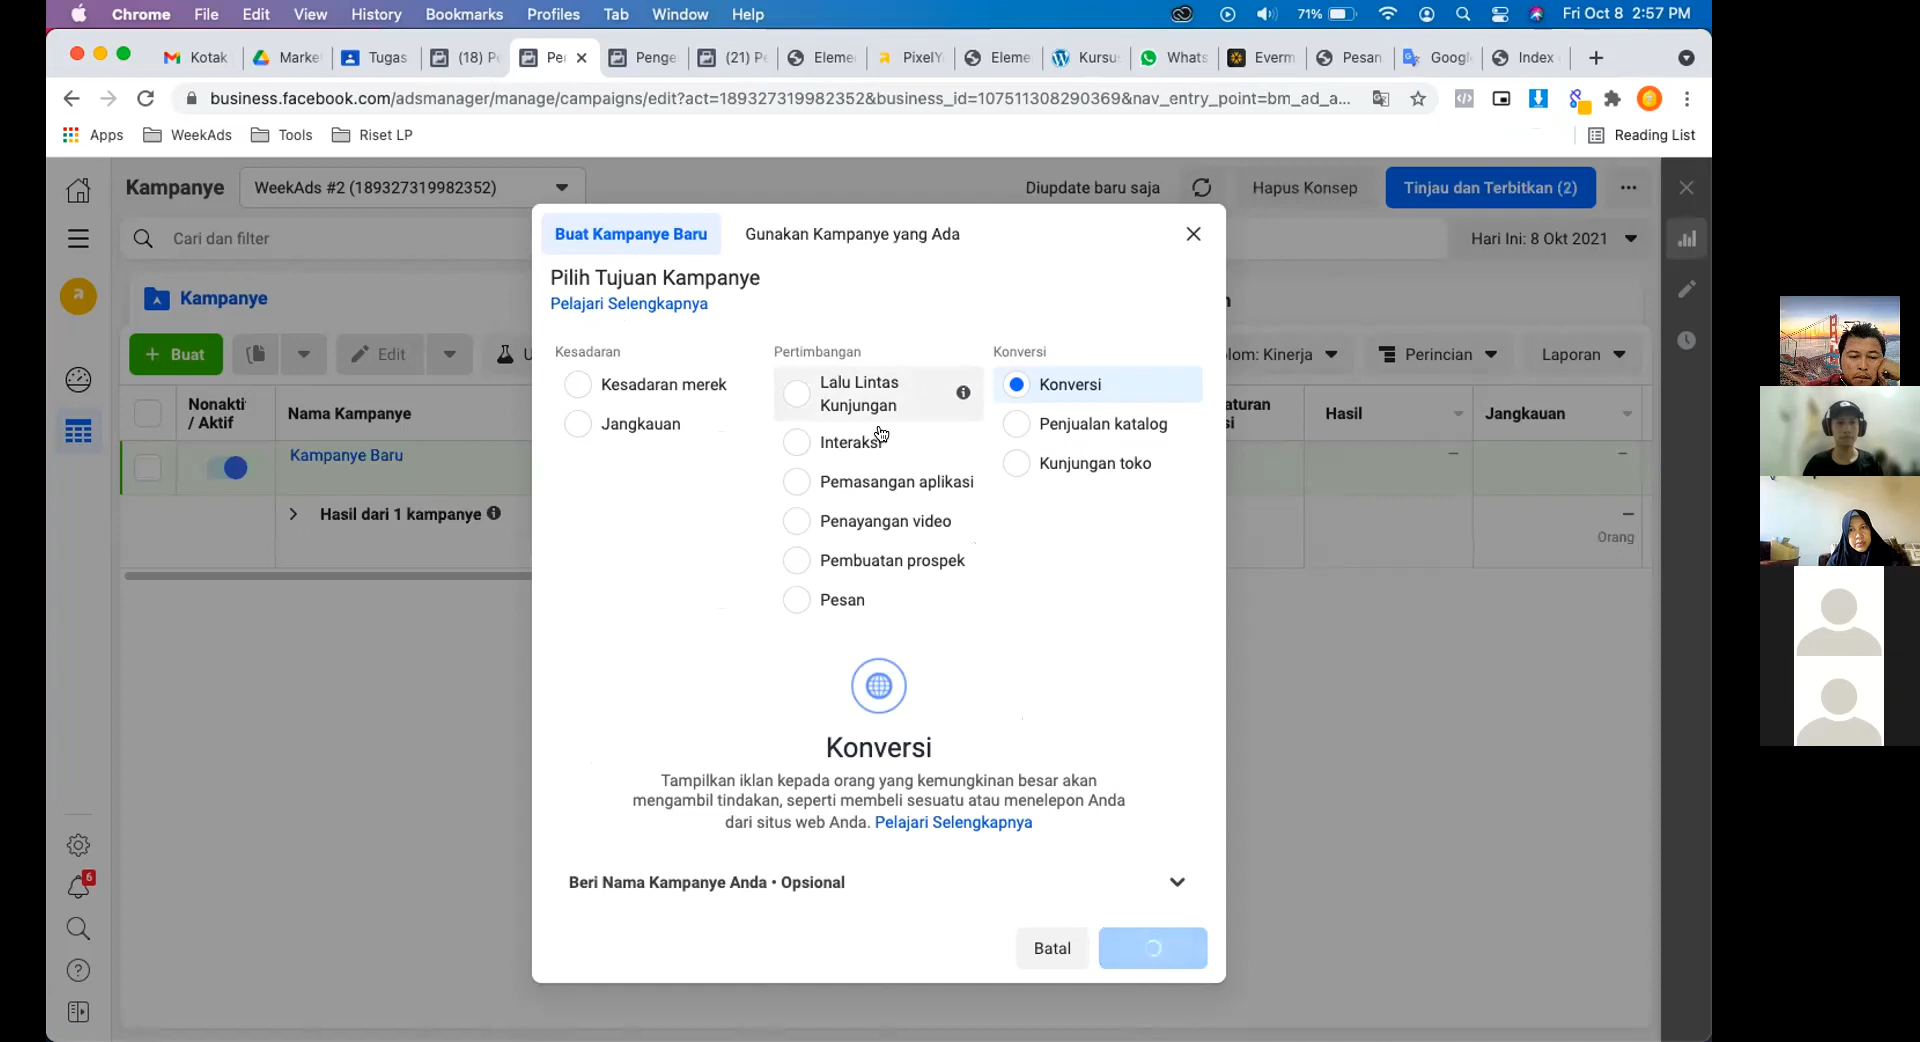 Chrome File Edit View History Bookmarks Profiles Tab Window Help 71% Fri Oct 8 2:57 PM
Kotak Marke Tugas (18) P Per Penge (21) P Eleme PixelY Eleme Kursu Whats Everm Pesan Googl Index
business.facebook.com/adsmanager/manage/campaigns/edit?act=189327319982352&business_id=107511308290369&nav_entry_point=bm_ad_a...
Apps WeekAds Tools Riset LP Reading List
Kampanye WeekAds #2 (189327319982352) Diupdate baru saja Hapus Konsep Tinjau dan Terbitkan (2)
Cari dan filter Hari Ini: 8 Okt 2021
Kampanye
Buat Edit U lom: Kinerja Perincian Laporan
Nonakti
/ Aktif
Nama Kampanye
aturan
si
Hasil
Jangkauan
Kampanye Baru
Hasil dari 1 kampanye
Orang
6
Buat Kampanye Baru Gunakan Kampanye yang Ada
Pilih Tujuan Kampanye
Pelajari Selengkapnya
Kesadaran
Kesadaran merek
Jangkauan
Pertimbangan
Lalu Lintas
Kunjungan
Interaksi
Pemasangan aplikasi
Penayangan video
Pembuatan prospek
Pesan
Konversi
Konversi
Penjualan katalog
Kunjungan toko
Konversi
Tampilkan iklan kepada orang yang kemungkinan besar akan
mengambil tindakan, seperti membeli sesuatu atau menelepon Anda
dari situs web Anda. Pelajari Selengkapnya
Beri Nama Kampanye Anda • Opsional
Batal